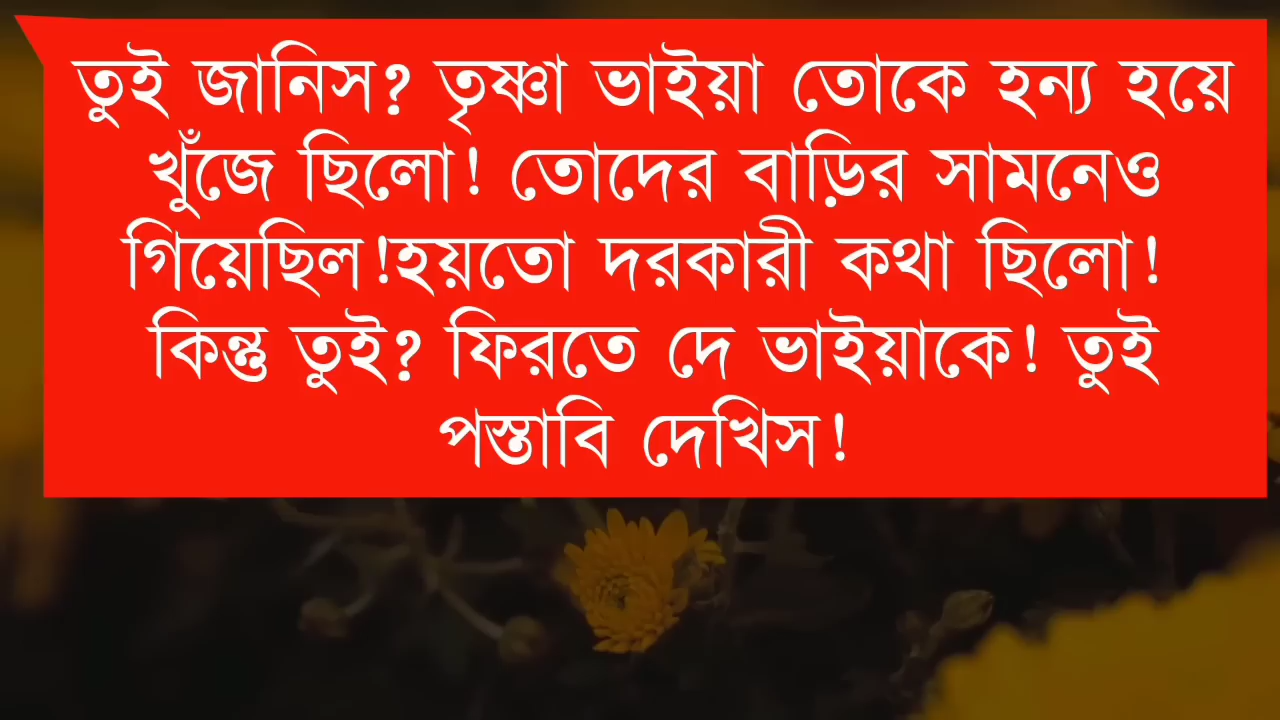 তুই জানিস? তৃষ্ণা ভাইয়া তোকে হন্য হয়ে
খুঁজে ছিলো! তোদের বাড়ির সামনেও
গিয়েছিল!হয়তো দরকারী কথা ছিলো!
কিন্তু তুই? ফিরতে দে ভাইয়াকে! তুই
পস্তাবি দেখিস!